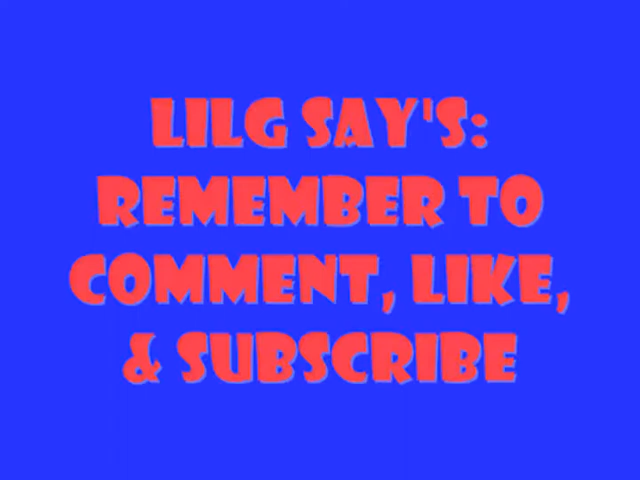 LILG SAY'S:
REMEMBER TO
COMMENT, LIKE,
& SUBSCRIBE